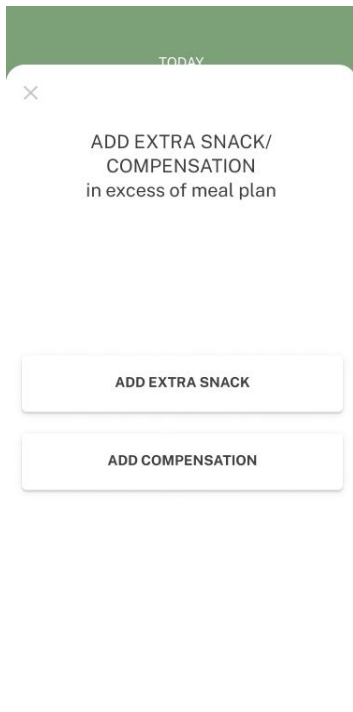 TODAY
ADD EXTRA SNACK/
COMPENSATION
in excess of meal plan
ADD EXTRA SNACK
ADD COMPENSATION